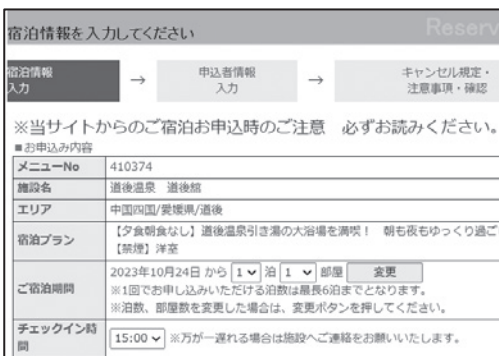 宿泊情報を入力してください
Reserv
宿泊情報
入力
→
申込者情報
入力
→
キャンセル規定・
注意事項・確認
※当サイトからのご宿泊お申込時のご注意 必ずお読みください。
■お申込み内容
メニューNo 410374
施設名 道後温泉 道後舘
エリア 中国四国/愛媛県/道後
宿泊プラン 【夕食朝食なし】道後温泉引き湯の大浴場を満喫! 朝も夜もゆっくり過ご
【禁煙】洋室
ご宿泊期間 2023年10月24日 から 1 泊 1 部屋 変更
※1回でお申し込みいただける泊数は最長6泊までとなります。
※泊数、部屋数を変更した場合は、変更ボタンを押してください。
チェックイン時
間
15:00 ※万が一遅れる場合は施設へご連絡をお願いいたします。